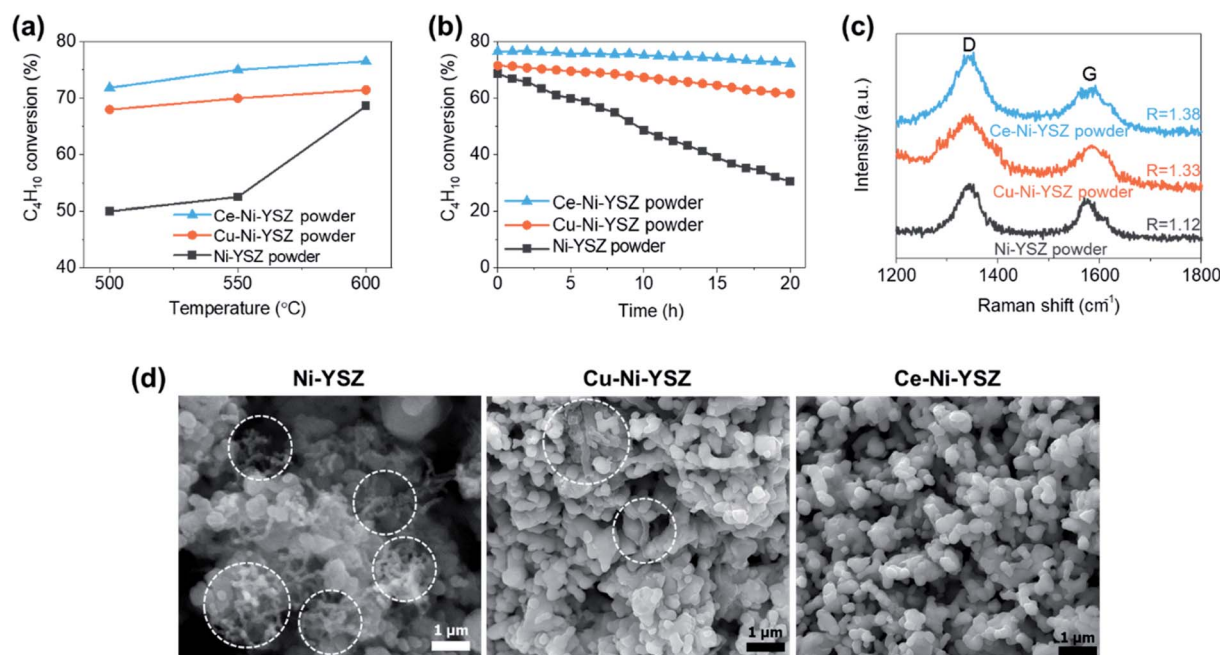 (a)
C4H10 conversion (%)
80
70
60
50
40
Ce-Ni-YSZ powder
Cu-Ni-YSZ powder
Ni-YSZ powder
500
550
600
Temperature (°C)
(b)
C4H10 conversion (%)
80
60
40
20
0
Ce-Ni-YSZ powder
Cu-Ni-YSZ powder
Ni-YSZ powder
0
5
10
15
20
Time (h)
(c)
Intensity (a.u.)
D
G
R=1.38
Ce-Ni-YSZ powder
R=1.33
Cu-Ni-YSZ powder
R=1.12
Ni-YSZ powder
1200
1400
1600
1800
Raman shift (cm-1)
(d)
Ni-YSZ
Cu-Ni-YSZ
Ce-Ni-YSZ
1 μm
1 μm
1 μm